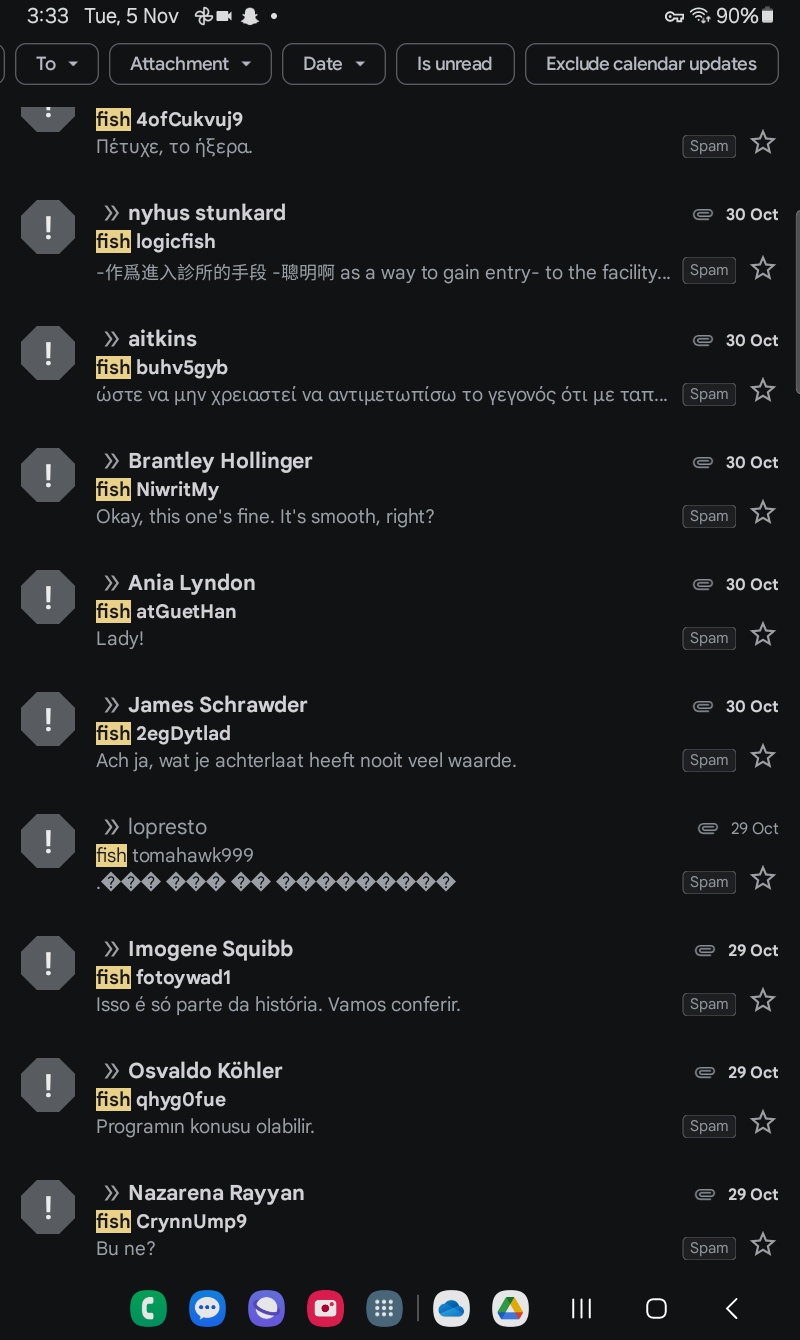 3:33 Tue, 5 Nov 90%
To Attachment Date Is unread Exclude calendar updates
fish 4ofCukvuj9
Πέτυχε, το ήξερα. Spam
nyhus stunkard 30 Oct
fish logicfish
-作爲進入診所的手段 -聰明啊 as a way to gain entry- to the facility... Spam
aitkins 30 Oct
fish buhv5gyb
ώστε να μην χρειαστεί να αντιμετωπίσω το γεγονός ότι με ταπ... Spam
Brantley Hollinger 30 Oct
fish NiwritMy
Okay, this one's fine. It's smooth, right? Spam
Ania Lyndon 30 Oct
fish atGuetHan
Lady! Spam
James Schrawder 30 Oct
fish 2egDytlad
Ach ja, wat je achterlaat heeft nooit veel waarde. Spam
lopresto 29 Oct
fish tomahawk999
.��� ��� �� ���������� Spam
Imogene Squibb 29 Oct
fish fotoywad1
Isso é só parte da história. Vamos conferir. Spam
Osvaldo Köhler 29 Oct
fish qhyg0fue
Programın konusu olabilir. Spam
Nazarena Rayyan 29 Oct
fish CrynnUmp9
Bu ne? Spam